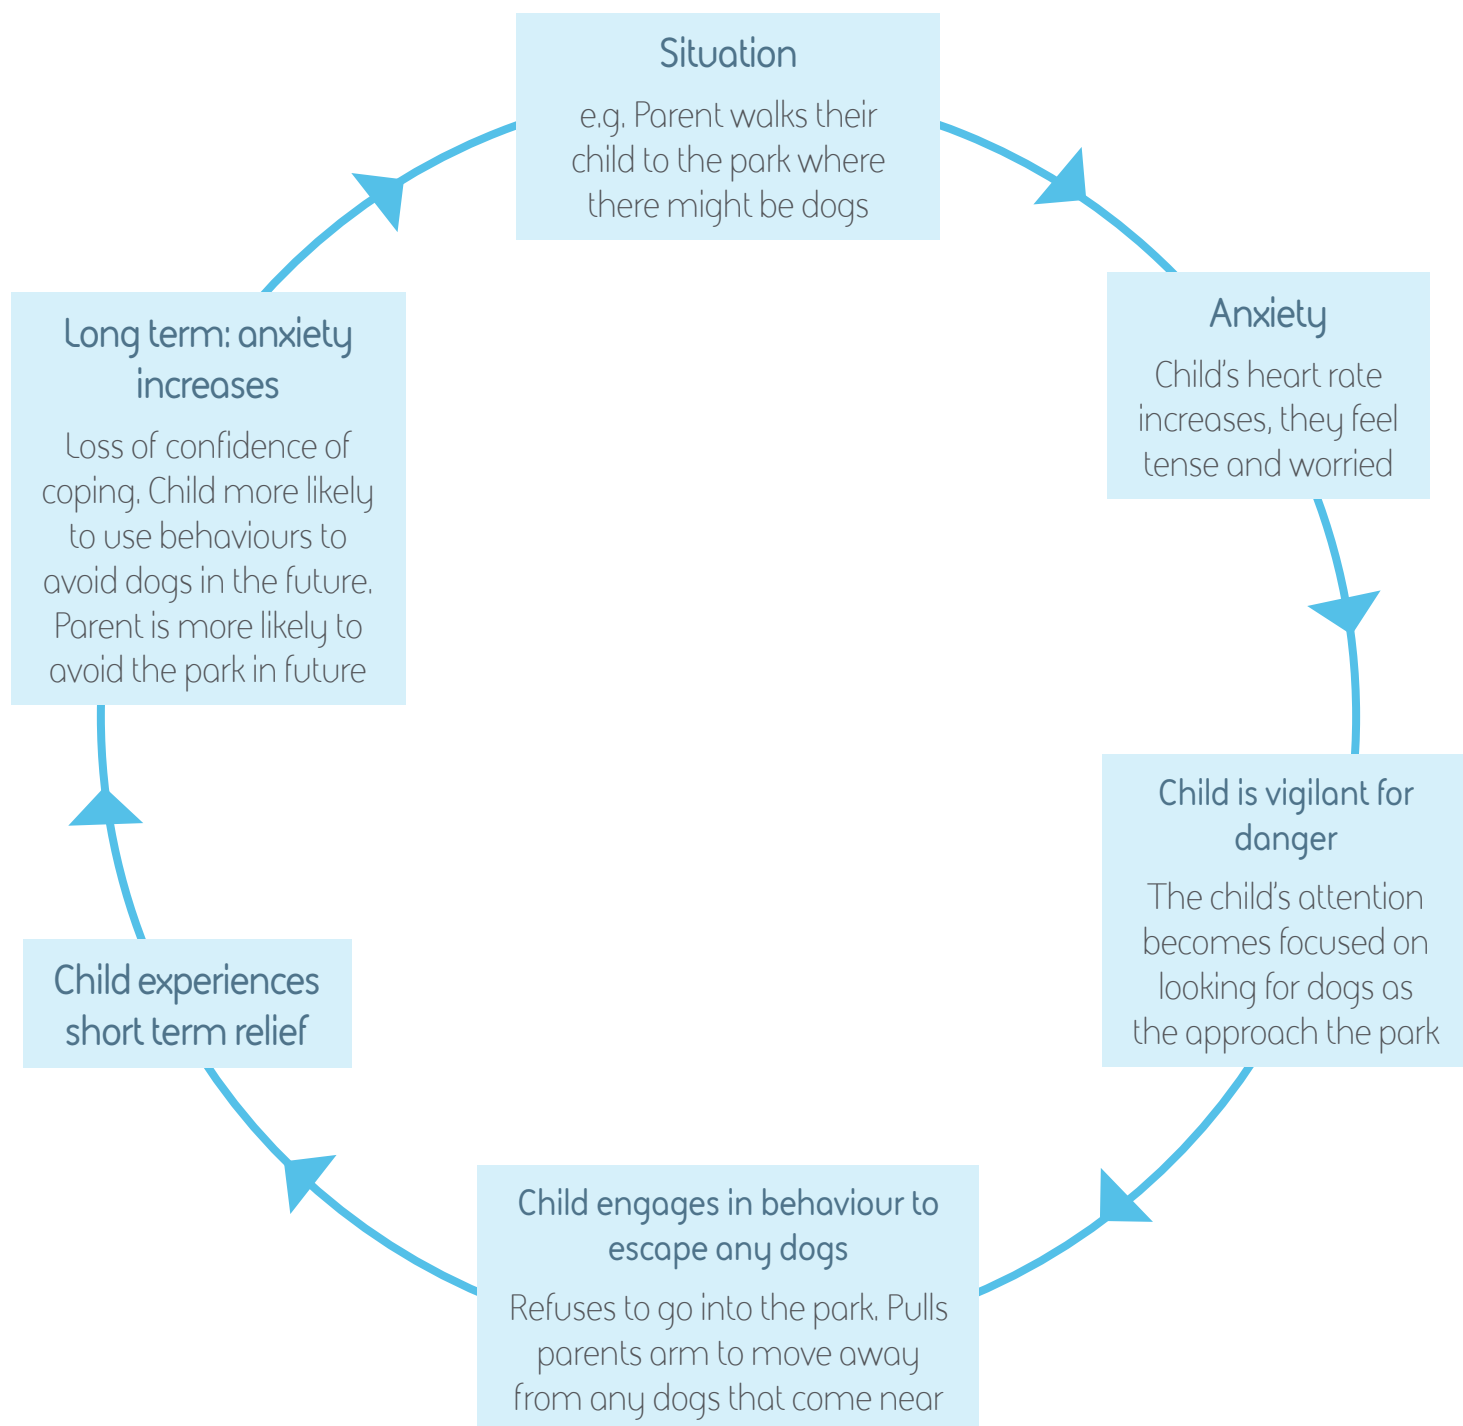 Situation
e.g. Parent walks their
child to the park where
there might be dogs
Anxiety
Child's heart rate
increases, they feel
tense and worried
Child is vigilant for
danger
The child's attention
becomes focused on
looking for dogs as
the approach the park
Child engages in behaviour to
escape any dogs
Refuses to go into the park. Pulls
parents arm to move away
from any dogs that come near
Child experiences
short term relief
Long term: anxiety
increases
Loss of confidence of
coping. Child more likely
to use behaviours to
avoid dogs in the future.
Parent is more likely to
avoid the park in future